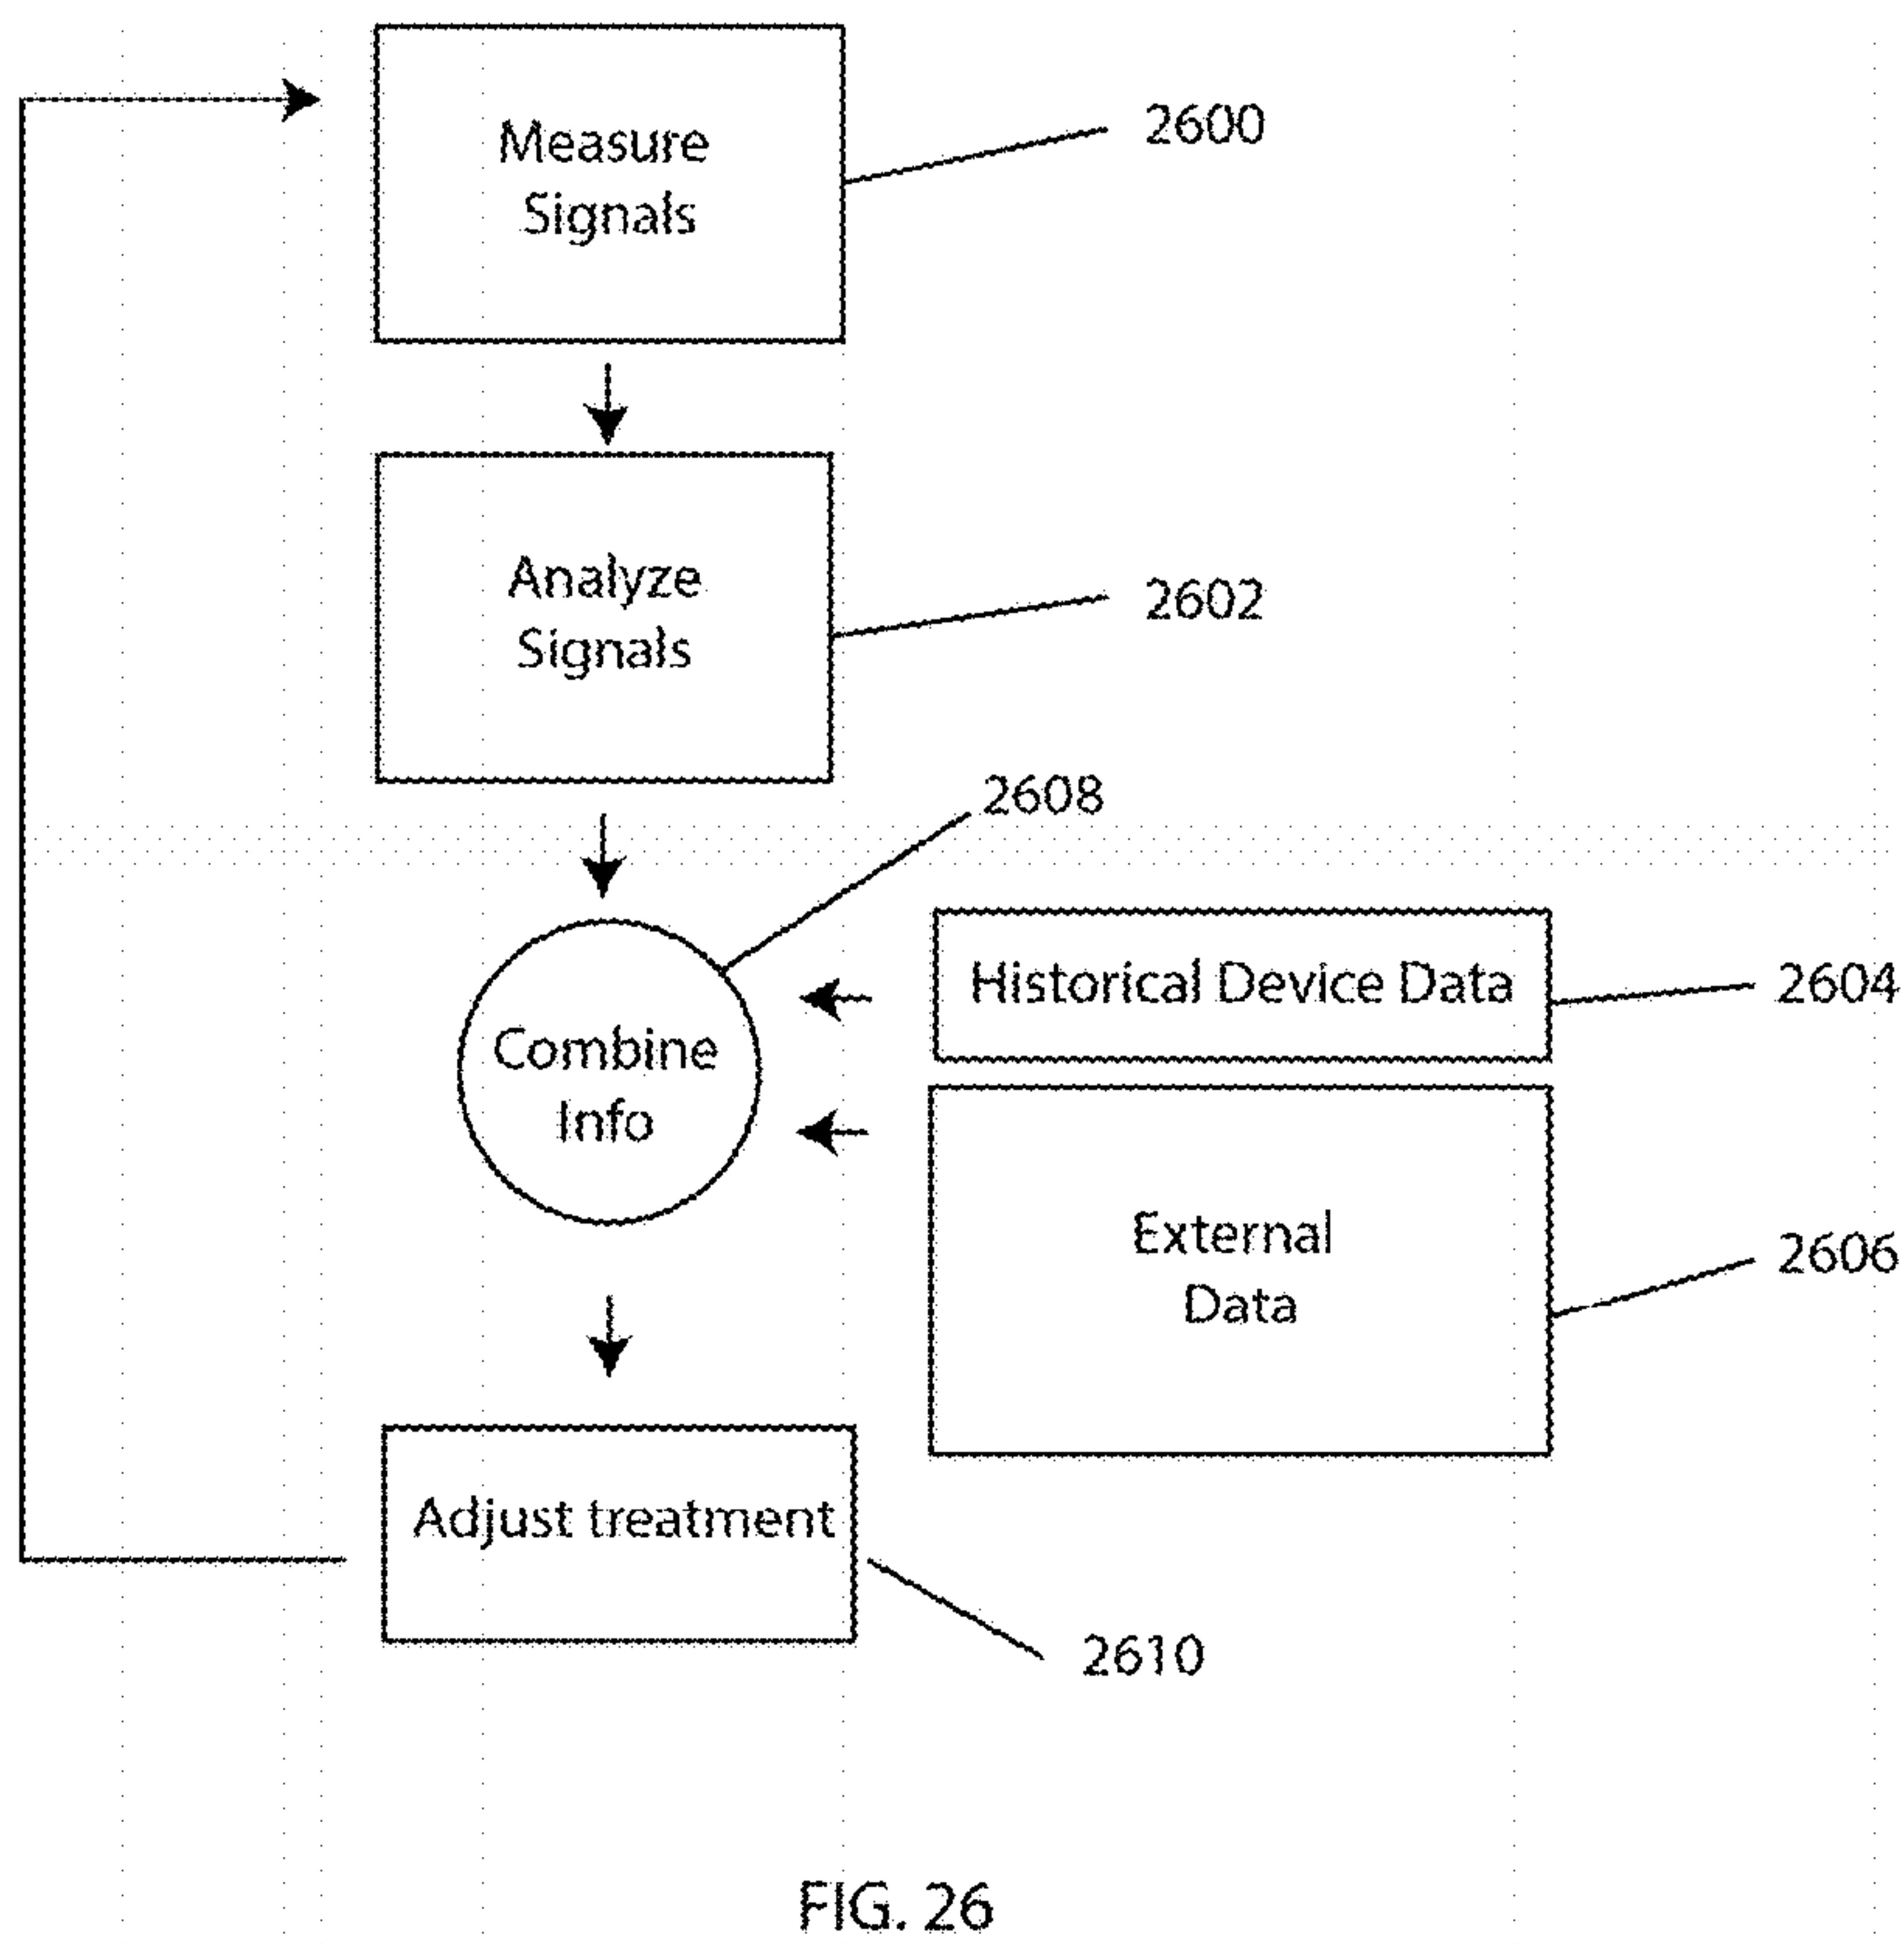 Measure
Signals
2600
Analyze
Signals
2602
2608
Combine
Info
Historical Device Data
2604
External
Data
2606
Adjust treatment
2610
FIG. 26